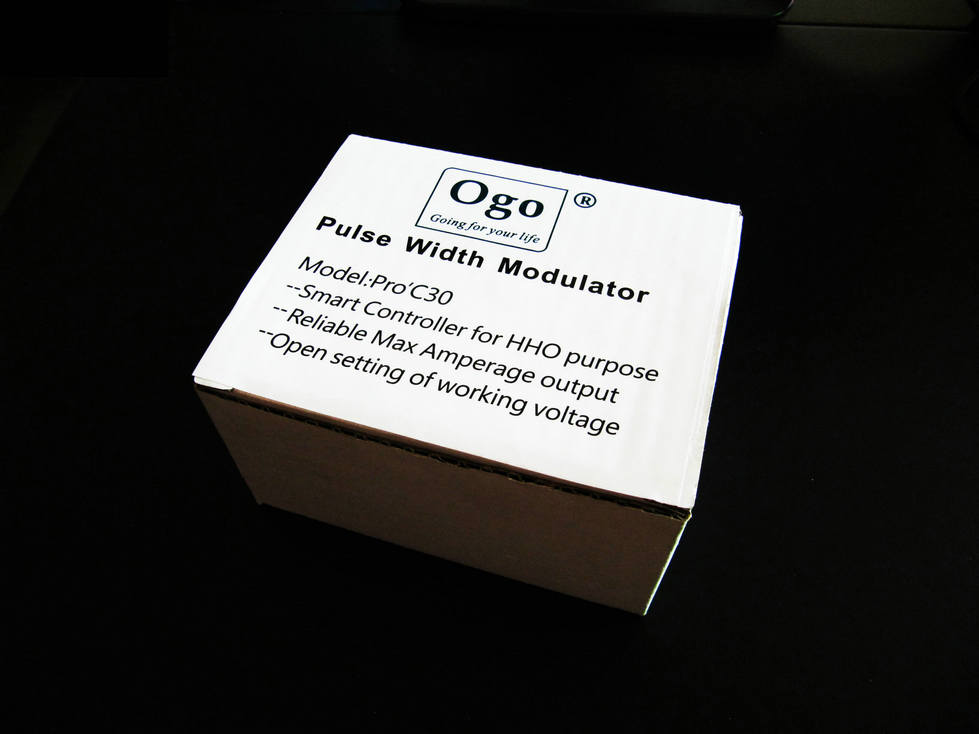 Ogo ®
Going for your life
Pulse Width Modulator
Model:Pro'C30
--Smart Controller for HHO purpose
--Reliable Max Amperage output
--Open setting of working voltage